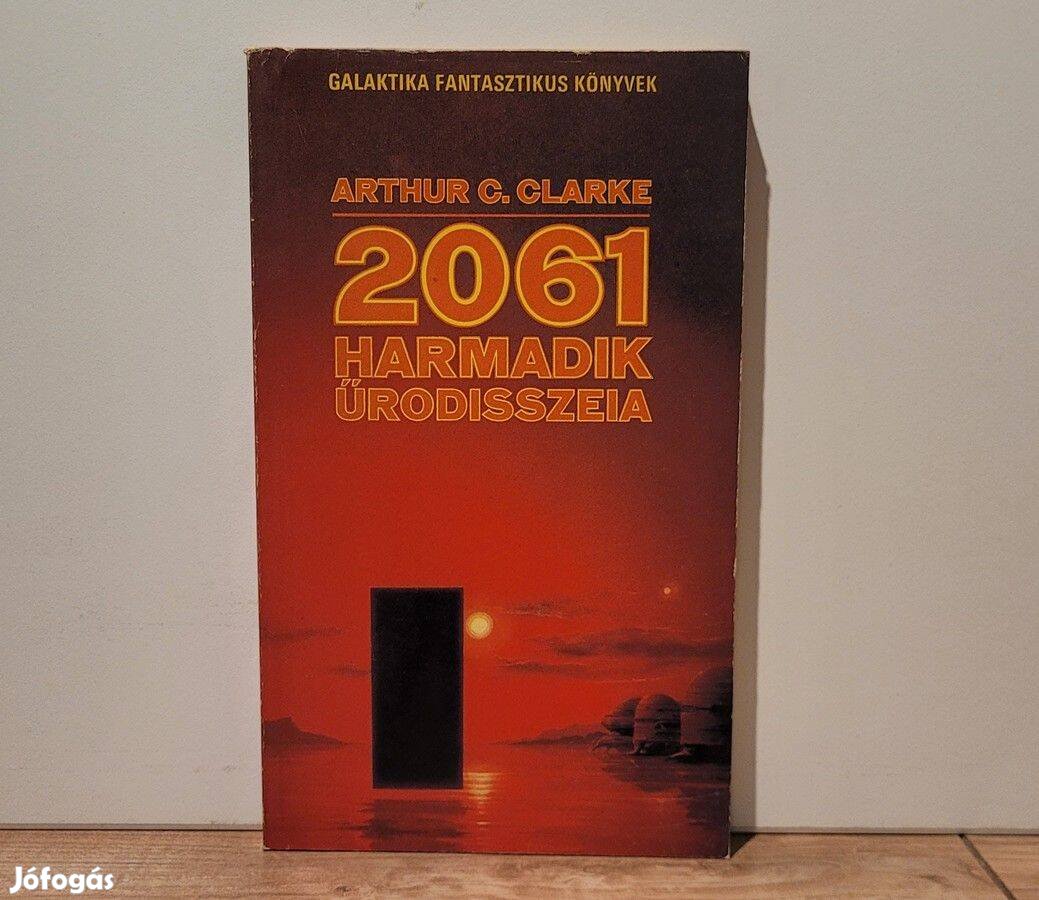 GALAKTIKA FANTASZTIKUS KÖNYVEK
ARTHUR C. CLARKE
2061
HARMADIK
ŰRODISSZEIA
Jófogás